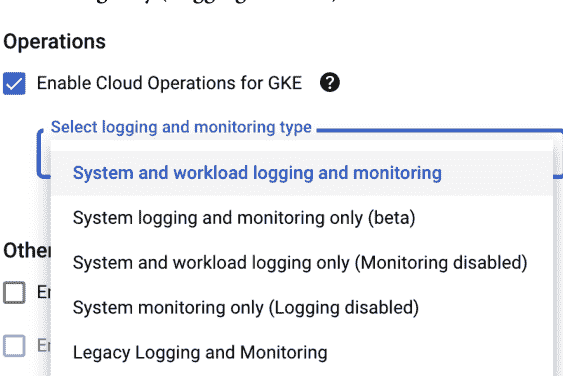 Operations
Enable Cloud Operations for GKE ?
Select logging and monitoring type
System and workload logging and monitoring
System logging and monitoring only (beta)
System and workload logging only (Monitoring disabled)
Other
System monitoring only (Logging disabled)
Legacy Logging and Monitoring